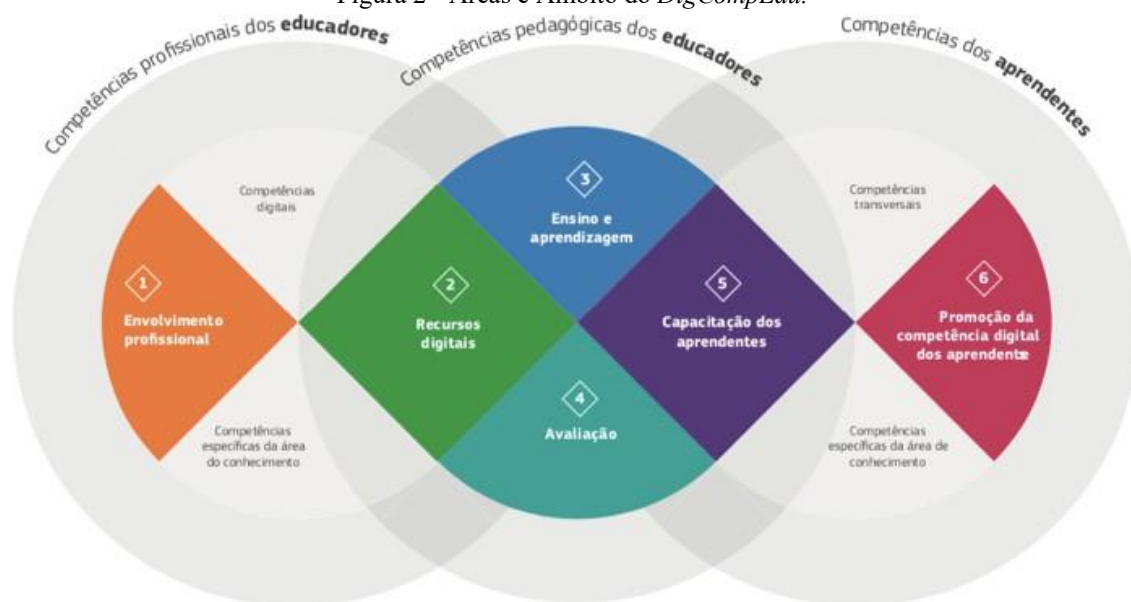 Figura 2 - Áreas e Âmbito do DigCompEdu.
Competências profissionais dos educadores
Competências pedagógicas dos educadores
Competências dos aprendentes
Competências
digitais
1
Envolvimento
profissional
Competências
específicas da área
do conhecimento
2
Recursos
digitais
3
Ensino e
aprendizagem
4
Avaliação
5
Capacitação dos
aprendentes
Competências
transversais
6
Promoção da
competência digital
dos aprendente
Competências
específicas da área de
conhecimento